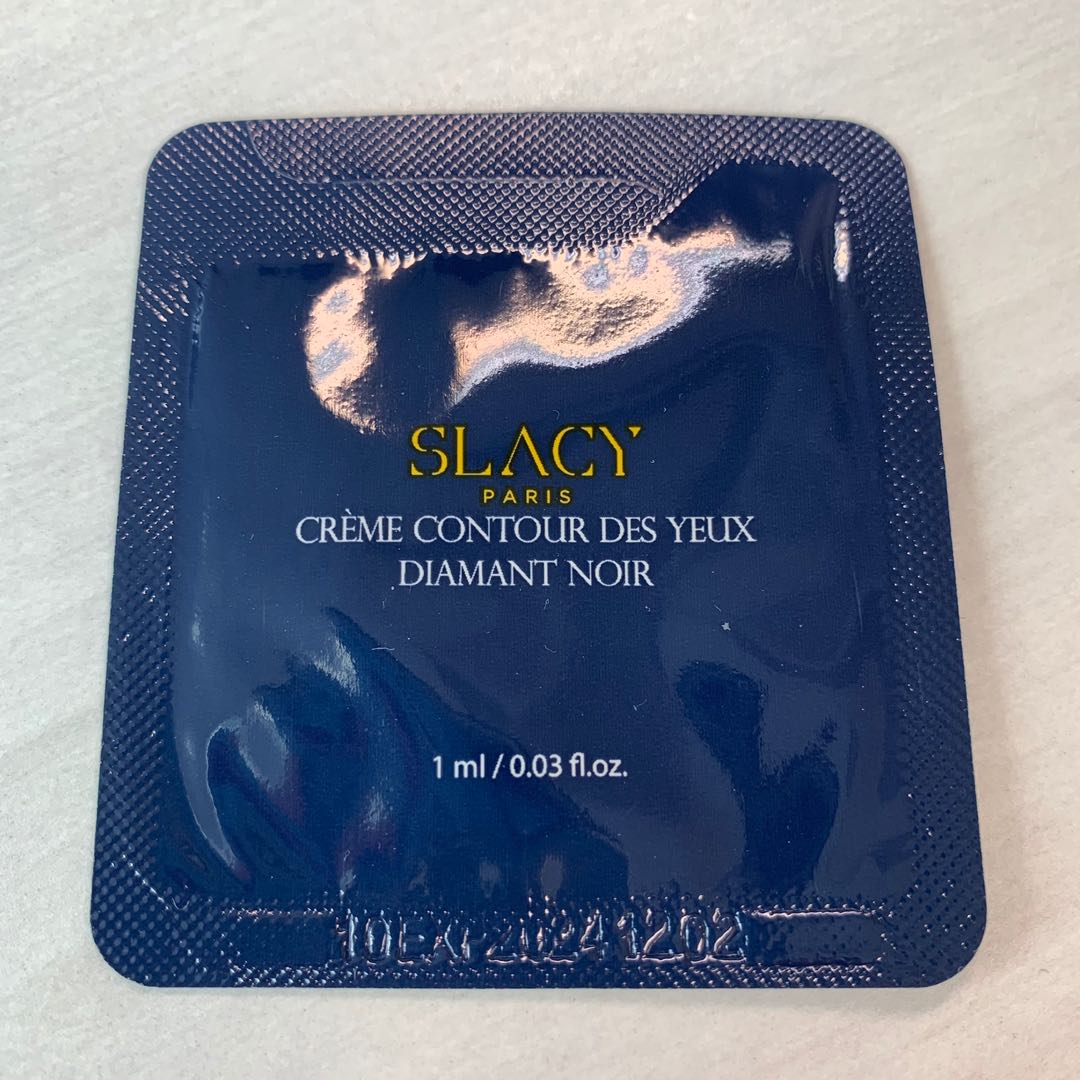 SLACY
PARIS
CRÈME CONTOUR DES YEUX
DIAMANT NOIR
1 ml / 0.03 fl.oz.
10EXP20241202